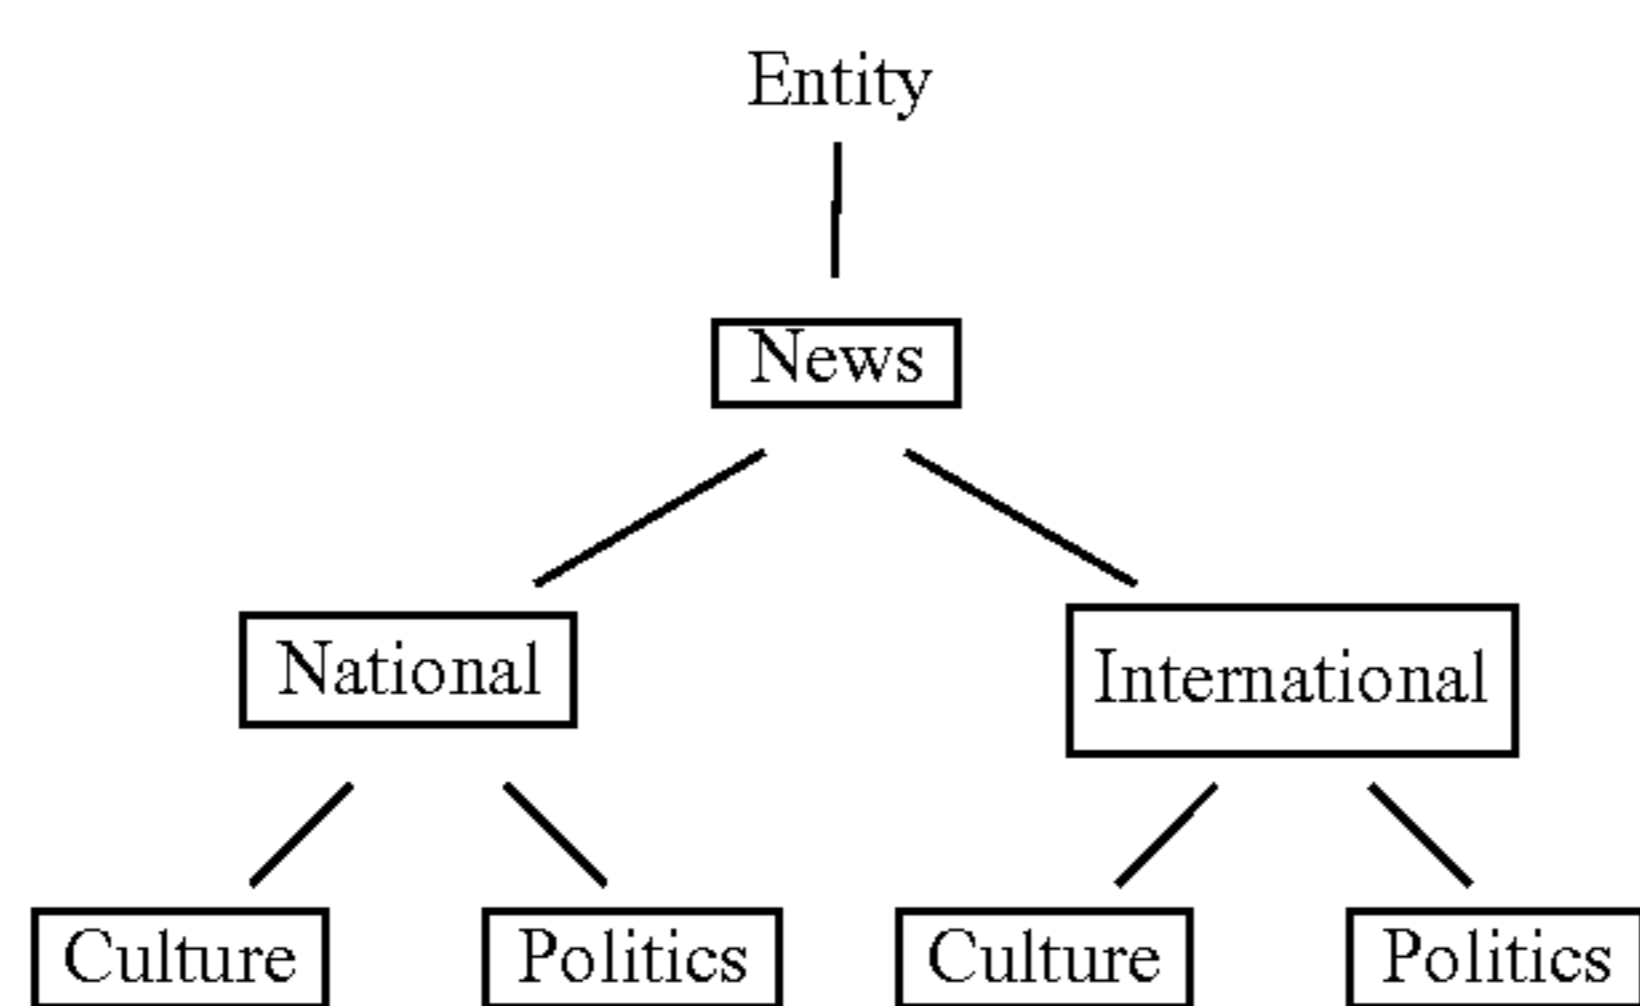 Entity
News
National
International
Culture
Politics
Culture
Politics